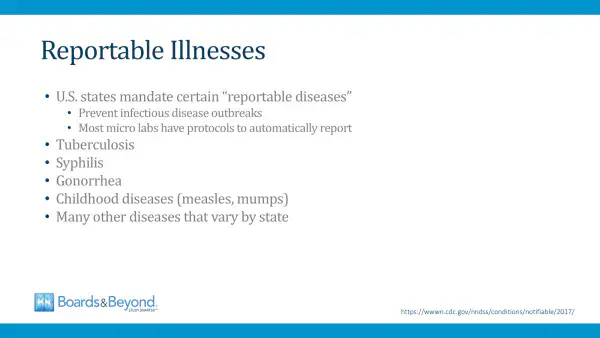 Reportable Illnesses
• U.S. states mandate certain “reportable diseases”
• Prevent infectious disease outbreaks
• Most micro labs have protocols to automatically report
• Tuberculosis
• Syphilis
• Gonorrhea
• Childhood diseases (measles, mumps)
• Many other diseases that vary by state
Boards&Beyond.
https://wwwn.cdc.gov/nndss/conditions/notifiable/2017/